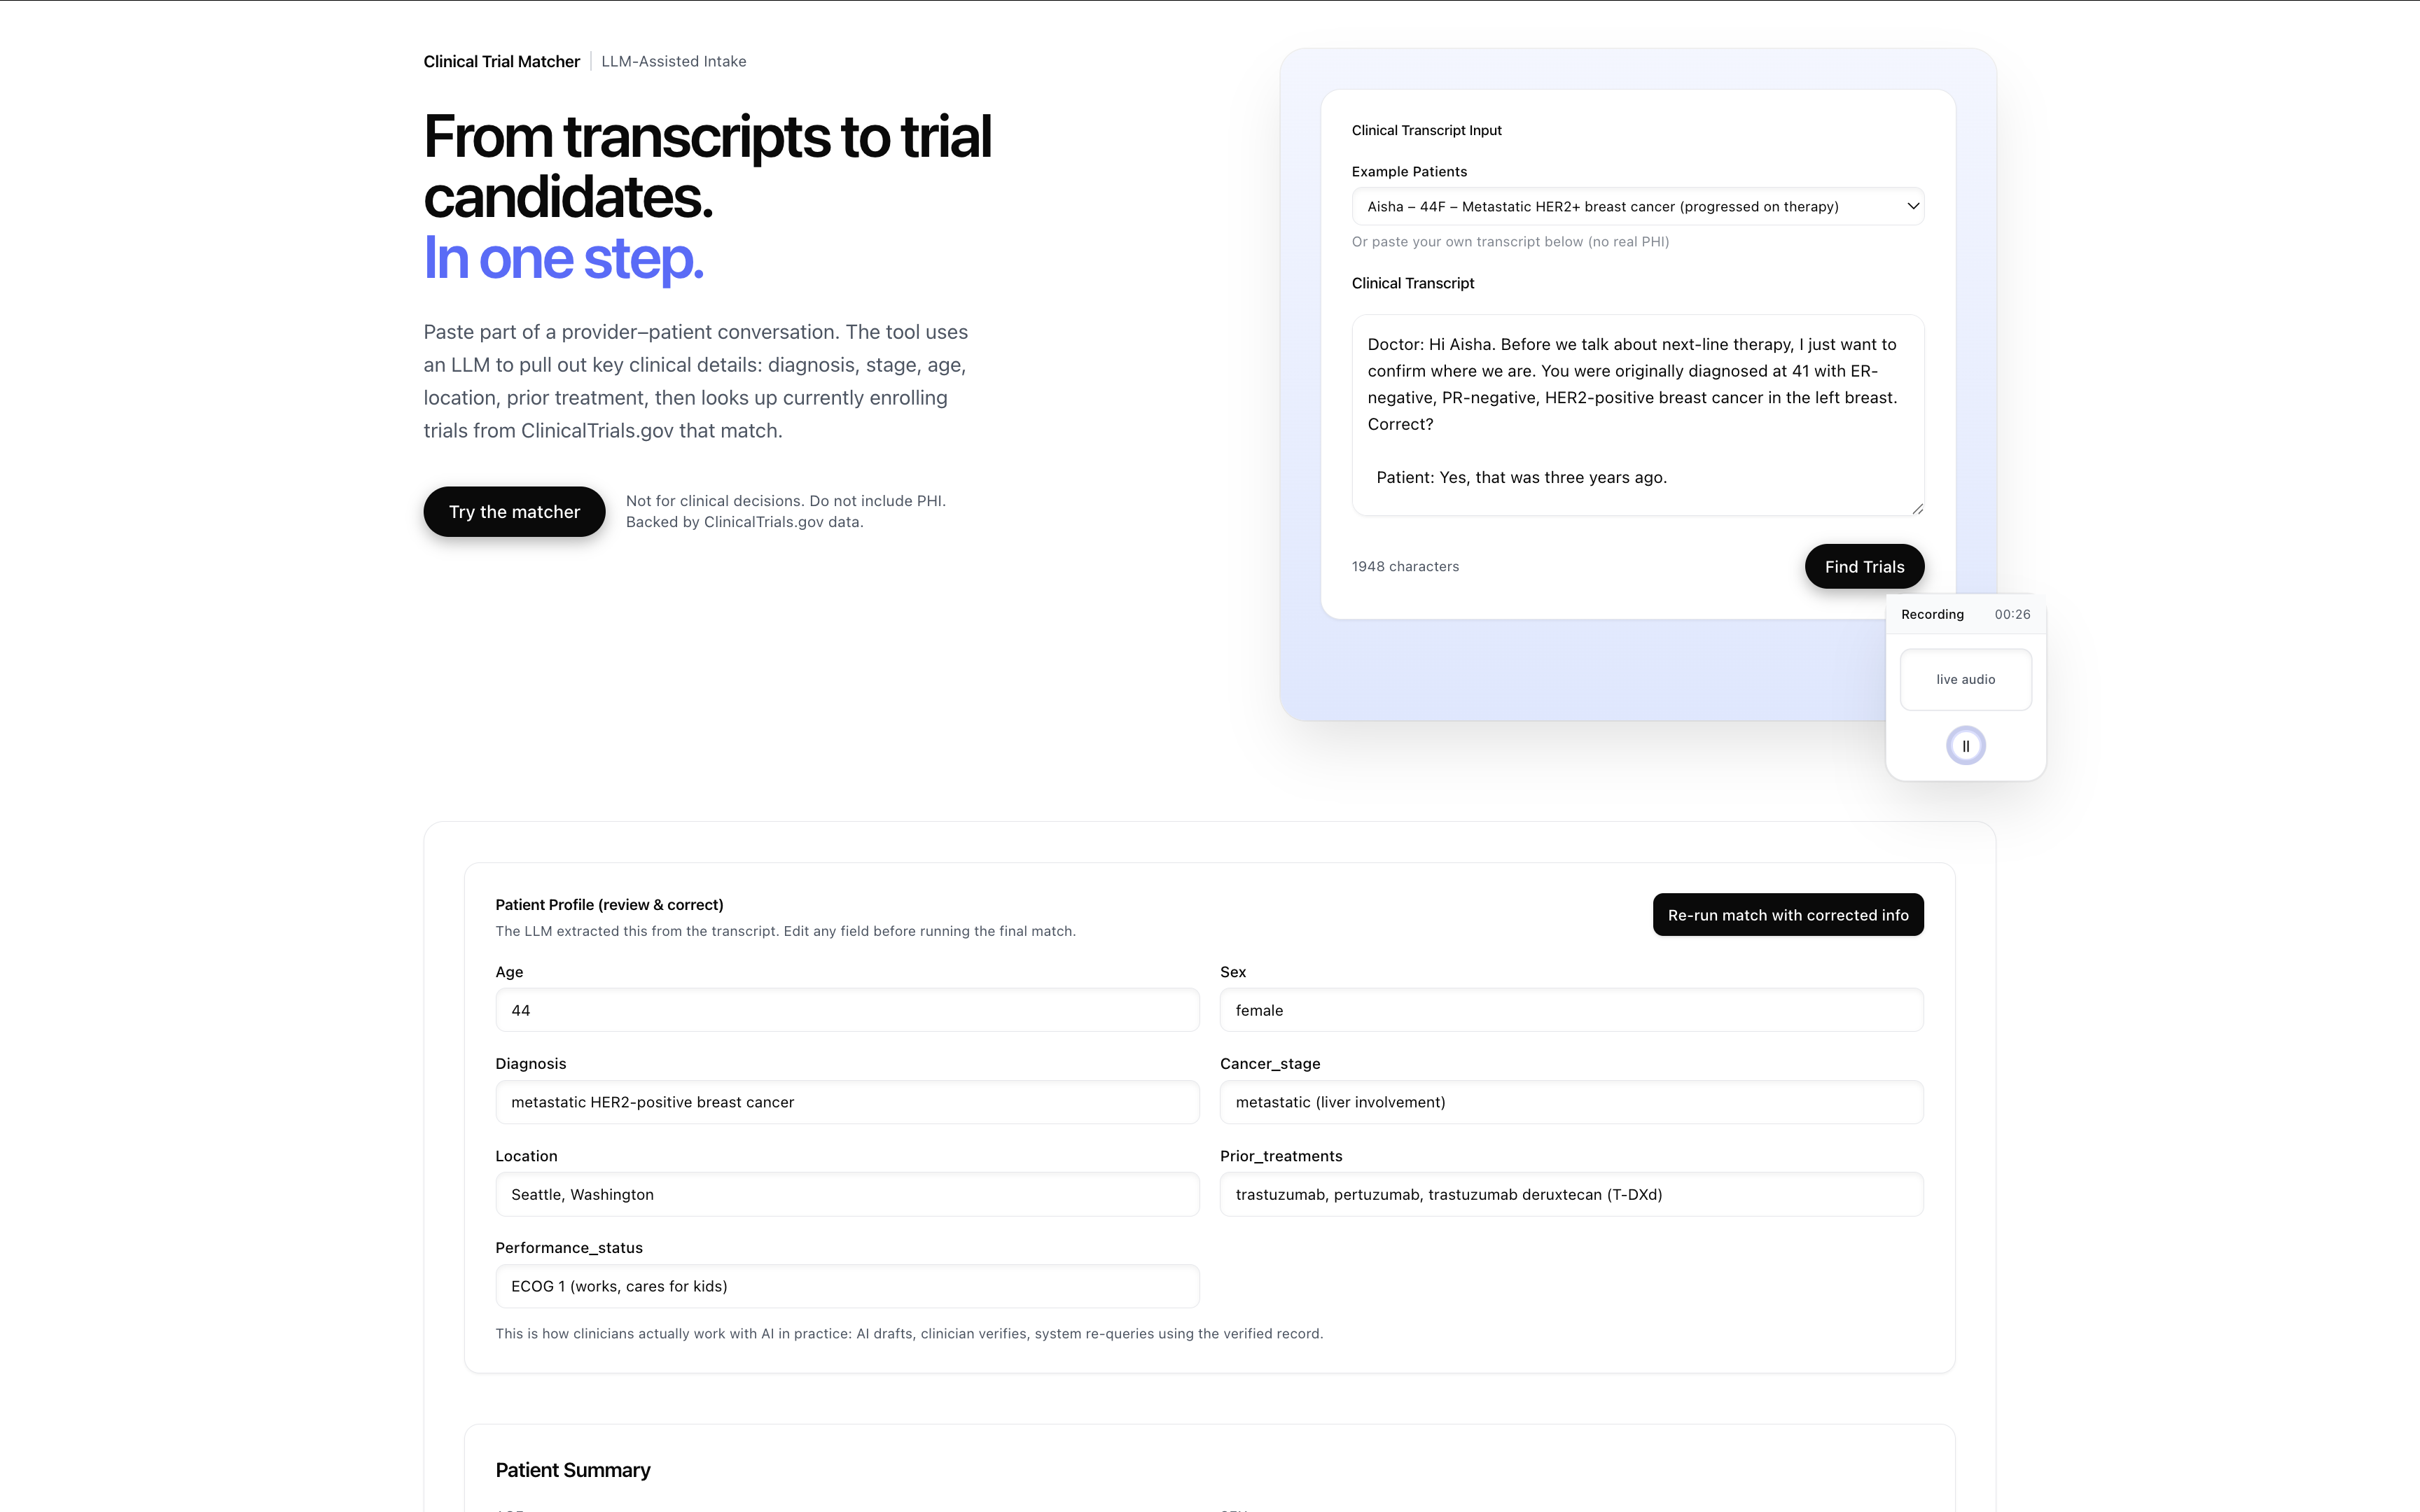 Clinical Trial Matcher
LLM-Assisted Intake
From transcripts to trial
candidates.
In one step.
Paste part of a provider–patient conversation. The tool uses
an LLM to pull out key clinical details: diagnosis, stage, age,
location, prior treatment, then looks up currently enrolling
trials from ClinicalTrials.gov that match.
Try the matcher
Not for clinical decisions. Do not include PHI.
Backed by ClinicalTrials.gov data.
Clinical Transcript Input
Example Patients
Aisha – 44F – Metastatic HER2+ breast cancer (progressed on therapy)
Or paste your own transcript below (no real PHI)
Clinical Transcript
Doctor: Hi Aisha. Before we talk about next-line therapy, I just want to
confirm where we are. You were originally diagnosed at 41 with ER-
negative, PR-negative, HER2-positive breast cancer in the left breast.
Correct?
Patient: Yes, that was three years ago.
1948 characters
Find Trials
Recording 00:26
live audio
Patient Profile (review & correct)
The LLM extracted this from the transcript. Edit any field before running the final match.
Re-run match with corrected info
Age
44
Sex
female
Diagnosis
metastatic HER2-positive breast cancer
Cancer_stage
metastatic (liver involvement)
Location
Seattle, Washington
Prior_treatments
trastuzumab, pertuzumab, trastuzumab deruxtecan (T-DXd)
Performance_status
ECOG 1 (works, cares for kids)
This is how clinicians actually work with AI in practice: AI drafts, clinician verifies, system re-queries using the verified record.
Patient Summary